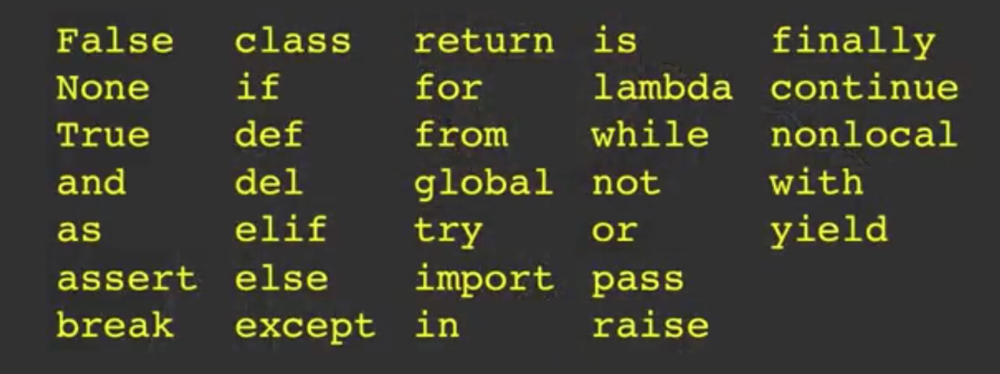 False class return is finally
None if for lambda continue
True def from while nonlocal
and del global not with
as elif try or yield
assert else import pass
break except in raise